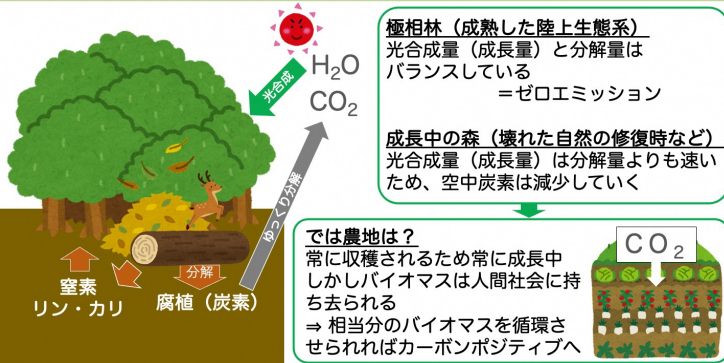 光合成
H₂O
CO₂
ゆっくり分解
分解
窒素
リン・カリ
腐植（炭素）
極相林（成熟した陸上生態系）
光合成量（成長量）と分解量は
バランスしている
＝ゼロエミッション
成長中の森（壊れた自然の修復時など）
光合成量（成長量）は分解量よりも速い
ため、空中炭素は減少していく
では農地は？
常に収穫されるため常に成長中
しかしバイオマスは人間社会に持
ち去られる
⇒ 相当分のバイオマスを循環さ
せられればカーボンポジティブへ
CO₂